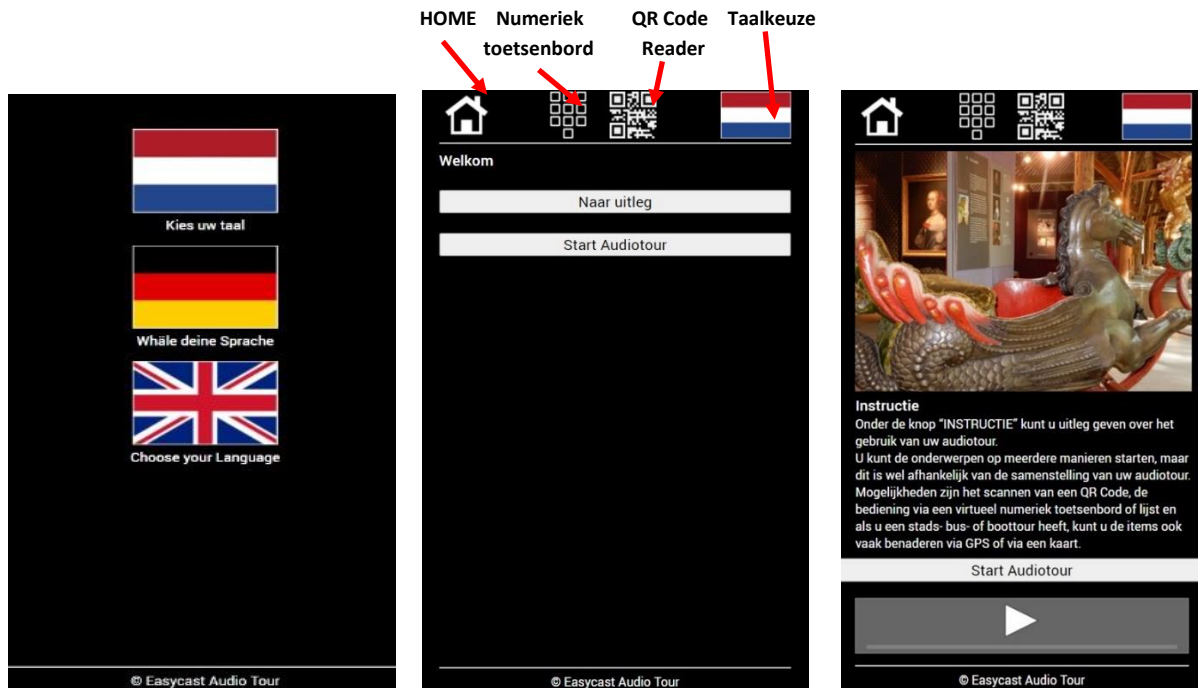 HOME
Numeriek
toetsenbord
QR Code
Reader
Taalkeuze
Kies uw taal
Whäle deine Sprache
Choose your Language
© Easycast Audio Tour
Welkom
Naar uitleg
Start Audiotour
© Easycast Audio Tour
Instructie
Onder de knop “INSTRUCTIE” kunt u uitleg geven over het
gebruik van uw audiotour.
U kunt de onderwerpen op meerdere manieren starten, maar
dit is wel afhankelijk van de samenstelling van uw audiotour.
Mogelijkheden zijn het scannen van een QR Code, de
bediening via een virtueel numeriek toetsenbord of lijst en
als u een stads- bus- of boottour heeft, kunt u de items ook
vaak benaderen via GPS of via een kaart.
Start Audiotour
© Easycast Audio Tour